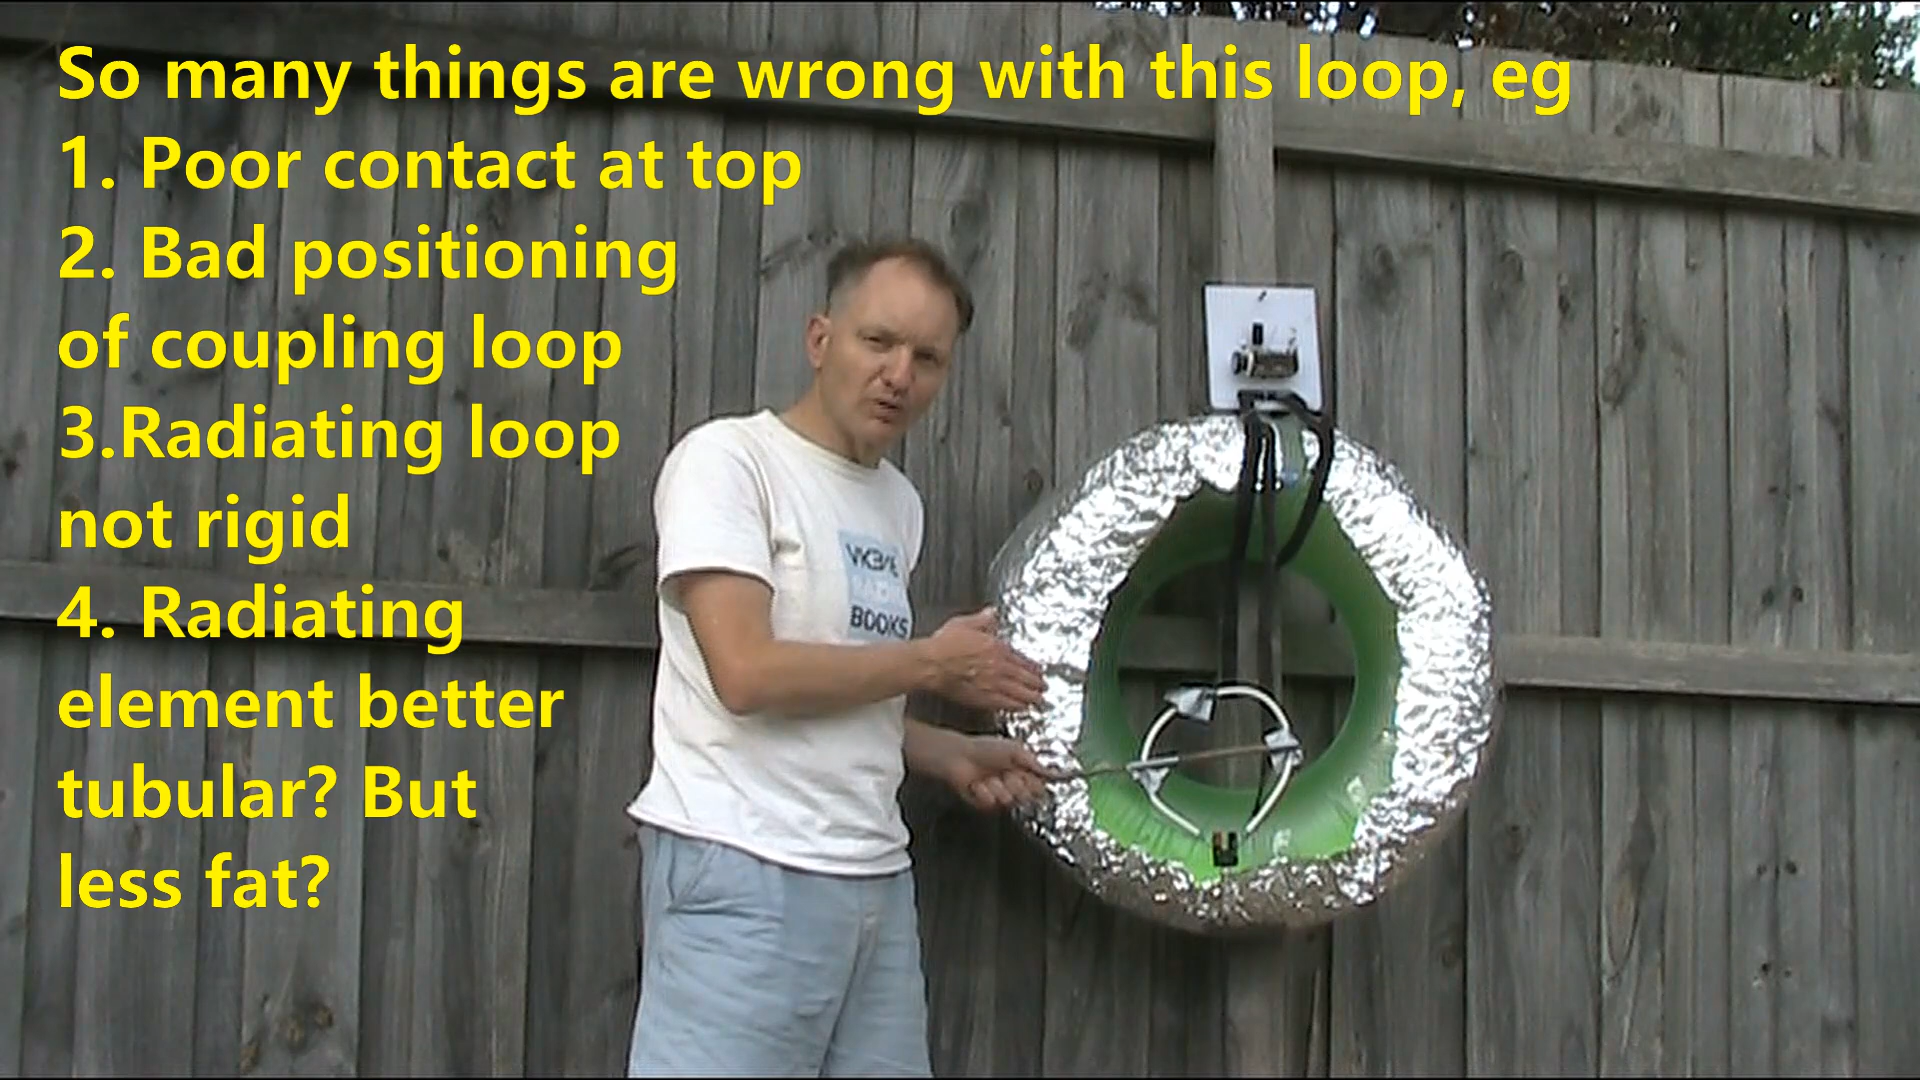 So many things are wrong with this loop, eg
1. Poor contact at top
2. Bad positioning
of coupling loop
3.Radiating loop
not rigid
4. Radiating
element better
tubular? But
less fat?
BOOKS